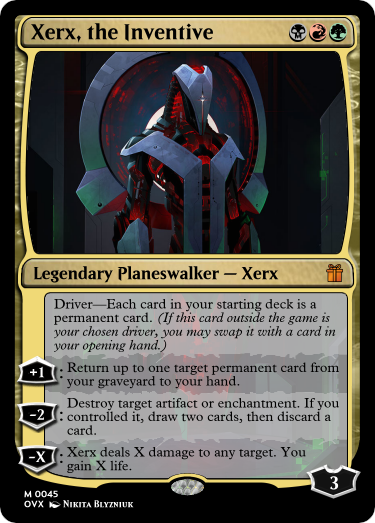 Xerx, the Inventive
Legendary Planeswalker — Xerx
Driver—Each card in your starting deck is a
permanent card. (If this card outside the game is
your chosen driver, you may swap it with a card in
your opening hand.)
+1: Return up to one target permanent card from
your graveyard to your hand.
-2: Destroy target artifact or enchantment. If you
controlled it, draw two cards, then discard a
card.
-X: Xerx deals X damage to any target. You
gain X life.
3
M 0045
OVX Nikita Blyzniuk